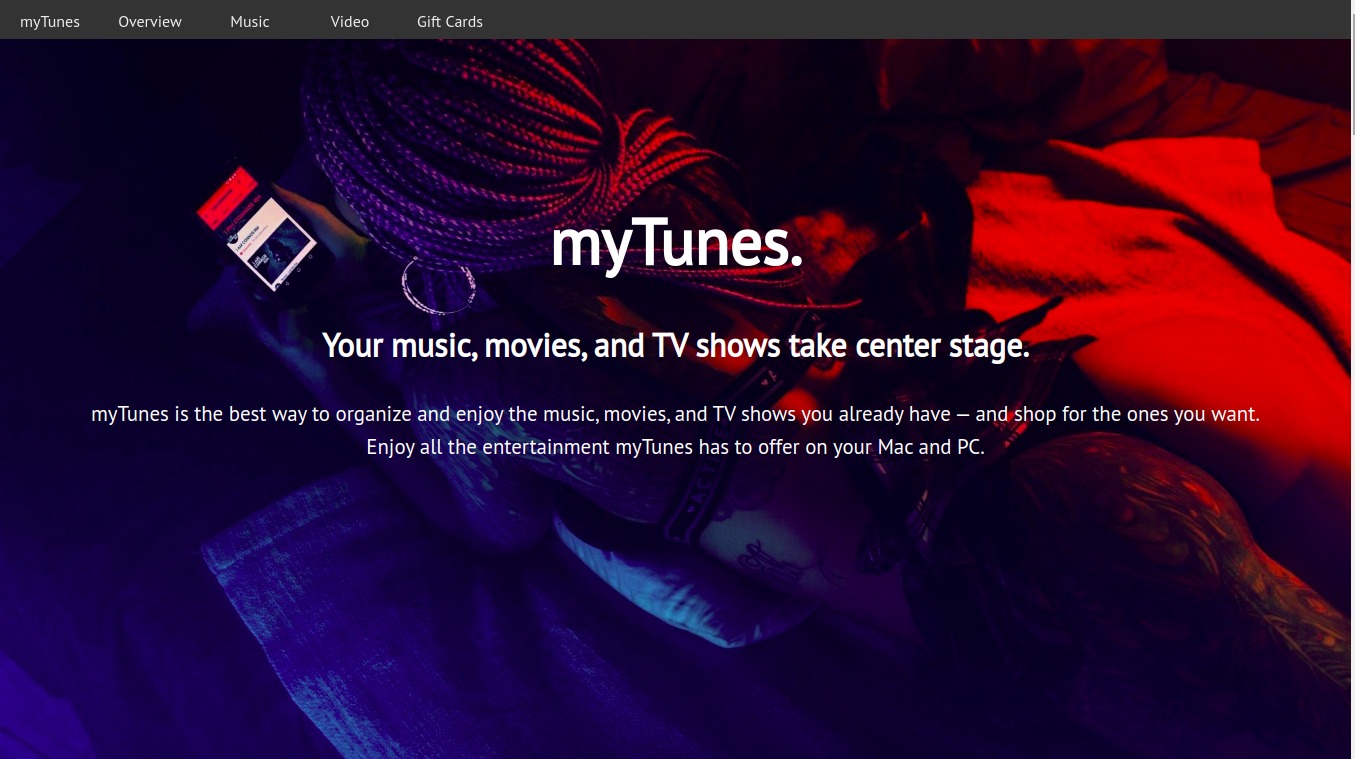 myTunes Overview Music Video Gift Cards
myTunes.
Your music, movies, and TV shows take center stage.
myTunes is the best way to organize and enjoy the music, movies, and TV shows you already have — and shop for the ones you want.
Enjoy all the entertainment myTunes has to offer on your Mac and PC.